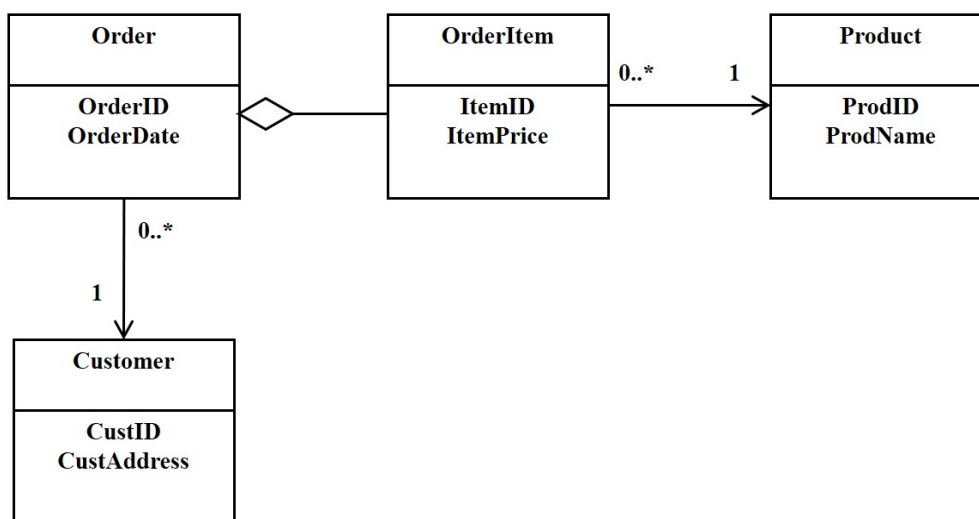 Order
OrderID
OrderDate
OrderItem
ItemID
ItemPrice
0..*
1
Product
ProdID
ProdName
0..*
1
Customer
CustID
CustAddress